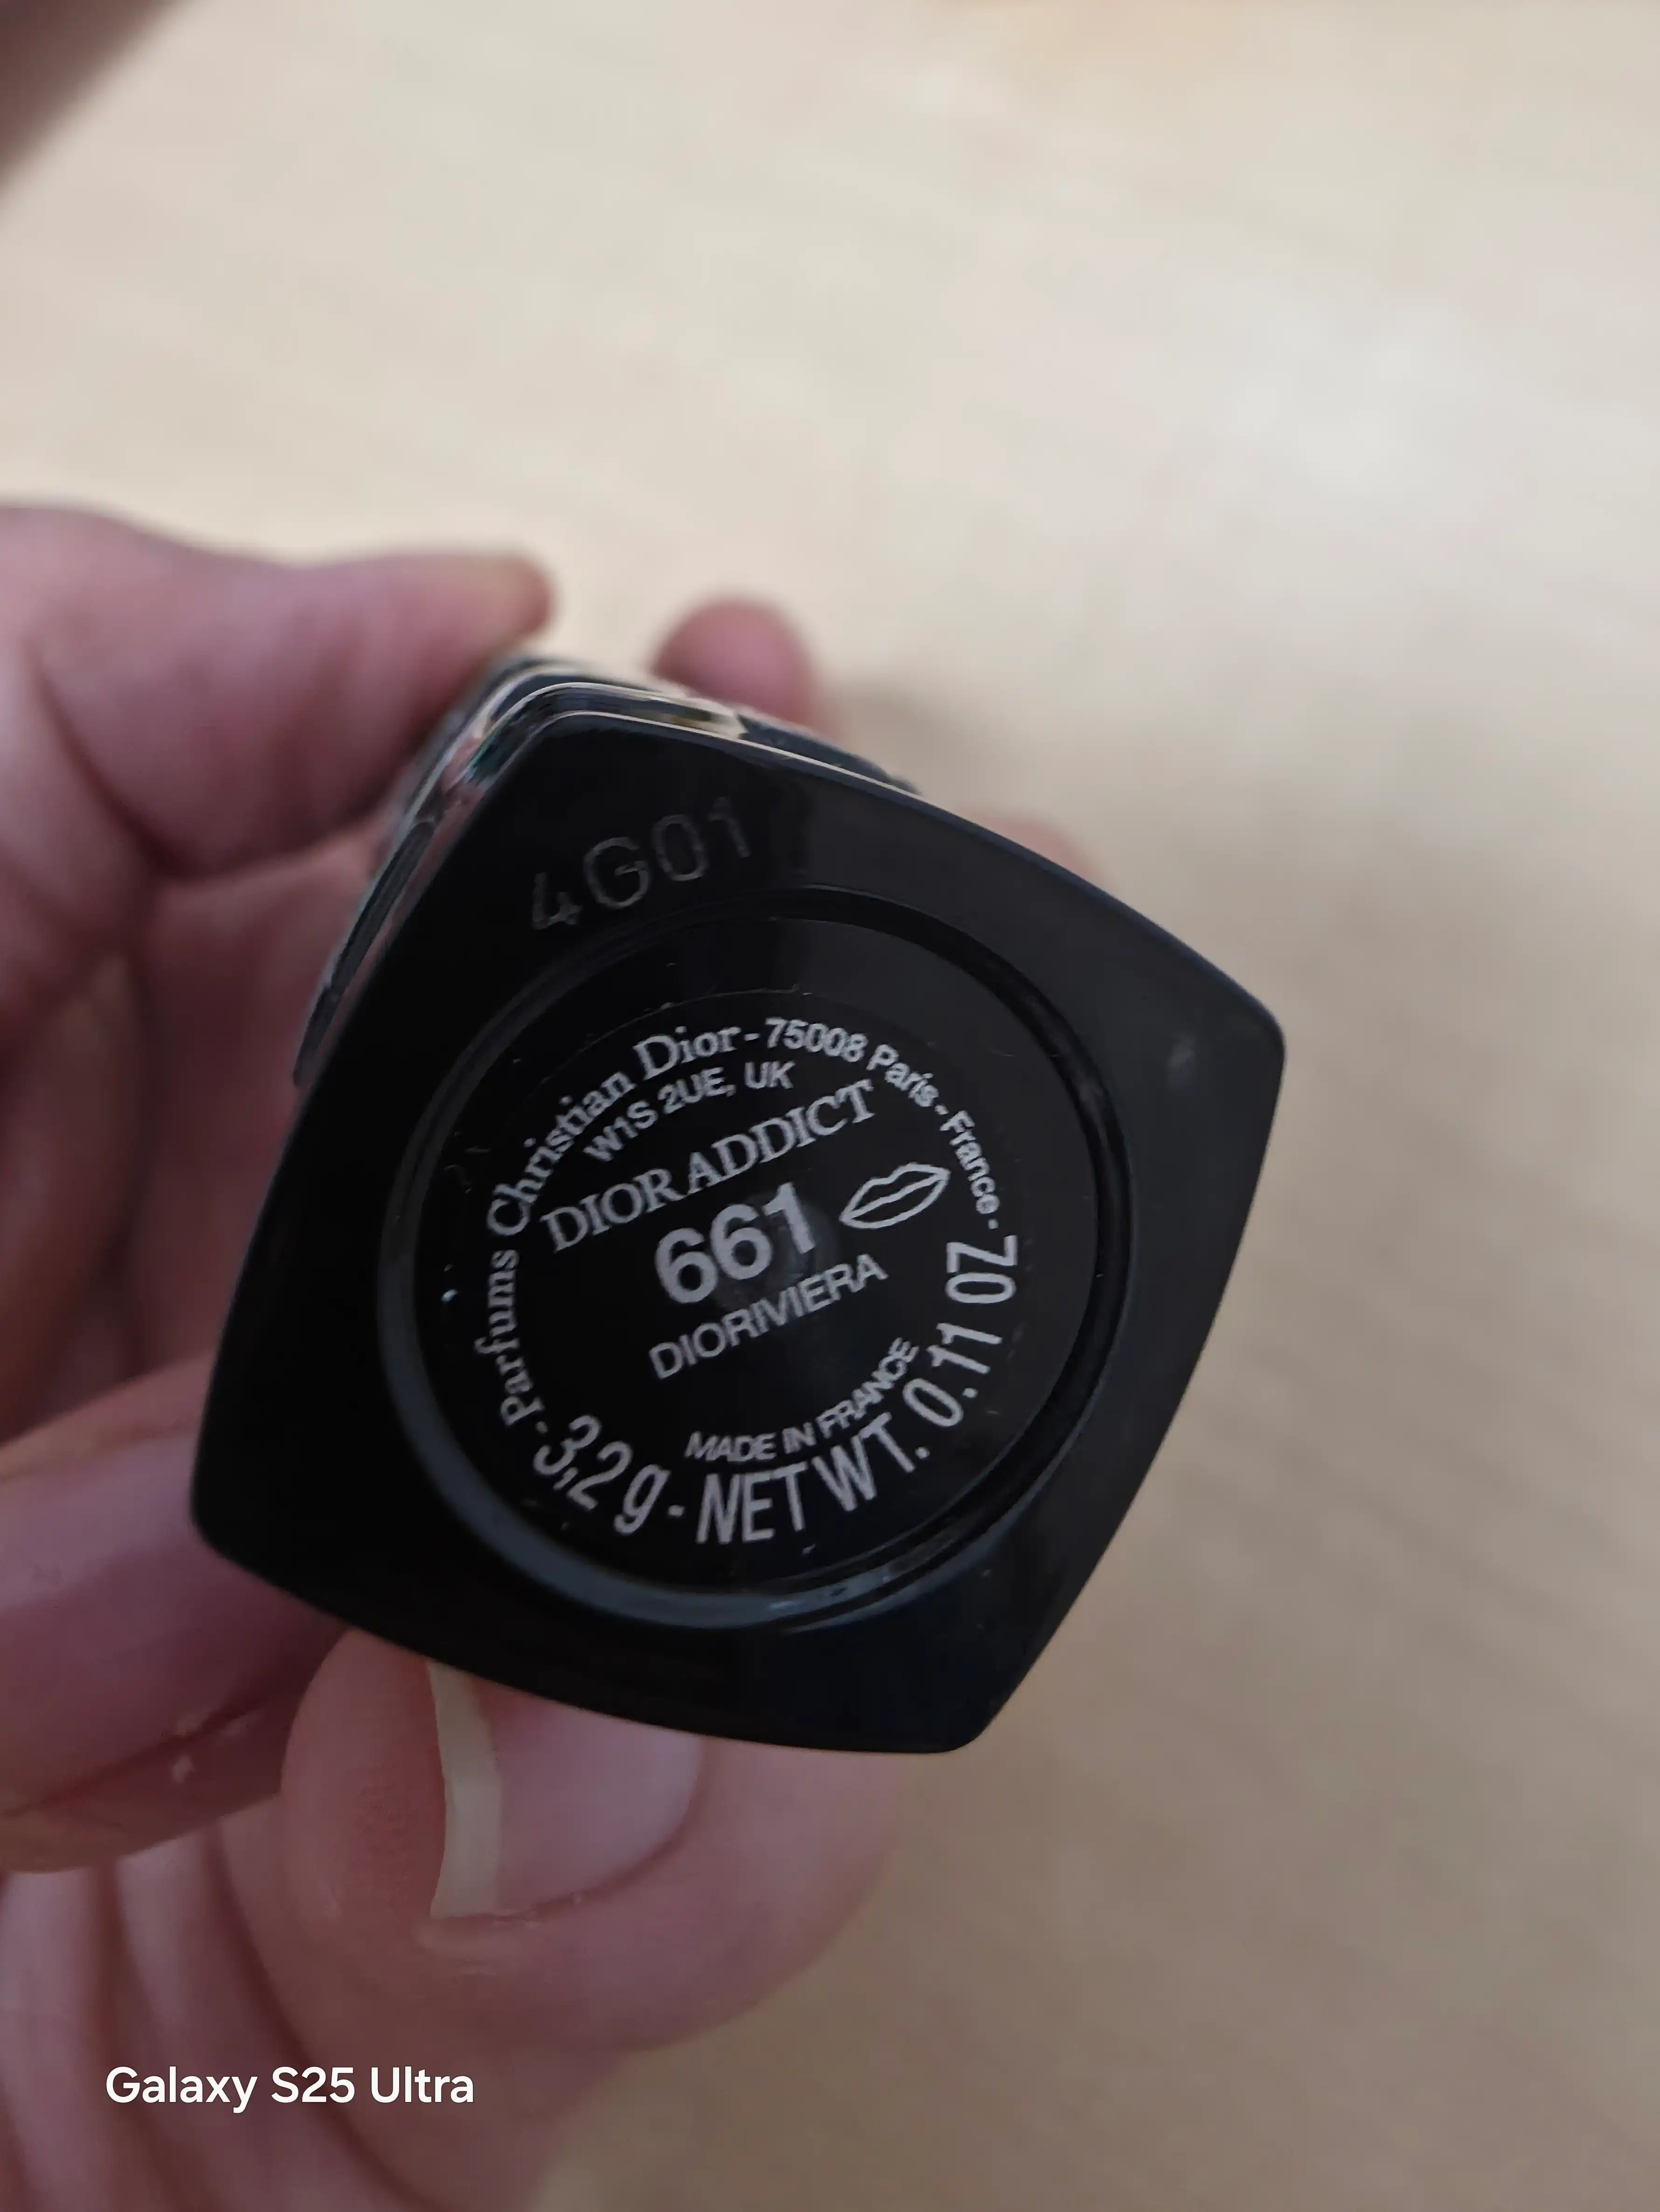 4G01
- Parfums Christian Dior - 75008 Paris - France -
W1S 2UE, UK
DIOR ADDICT
661
DIORIVIERA
MADE IN FRANCE
3,2 g - NET WT. 0.11 OZ
Galaxy S25 Ultra